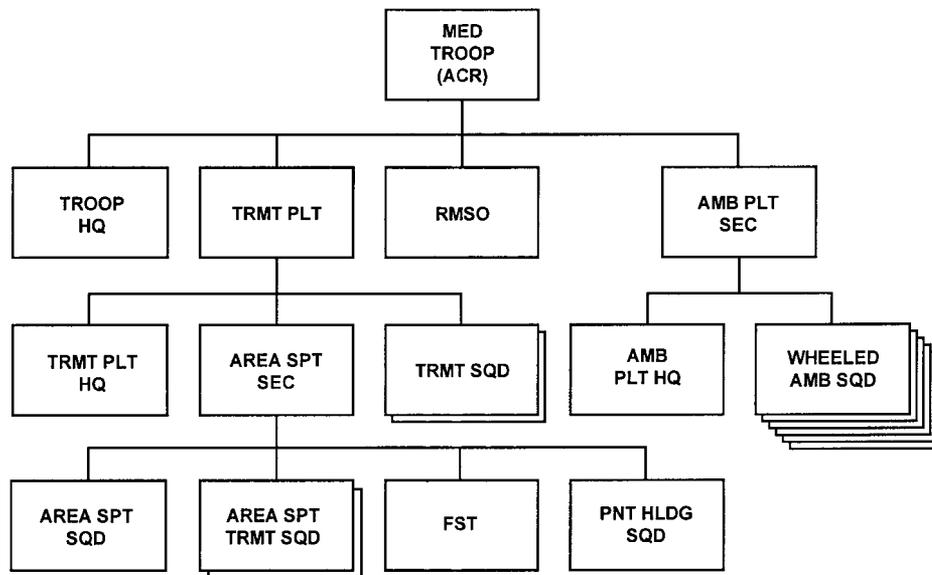 MED
TROOP
(ACR)
TROOP
HQ
TRMT PLT
RMSO
AMB PLT
SEC
TRMT PLT
HQ
AREA SPT
SEC
TRMT SQD
AMB
PLT HQ
WHEELED
AMB SQD
AREA SPT
SQD
AREA SPT
TRMT SQD
FST
PNT HLDG
SQD